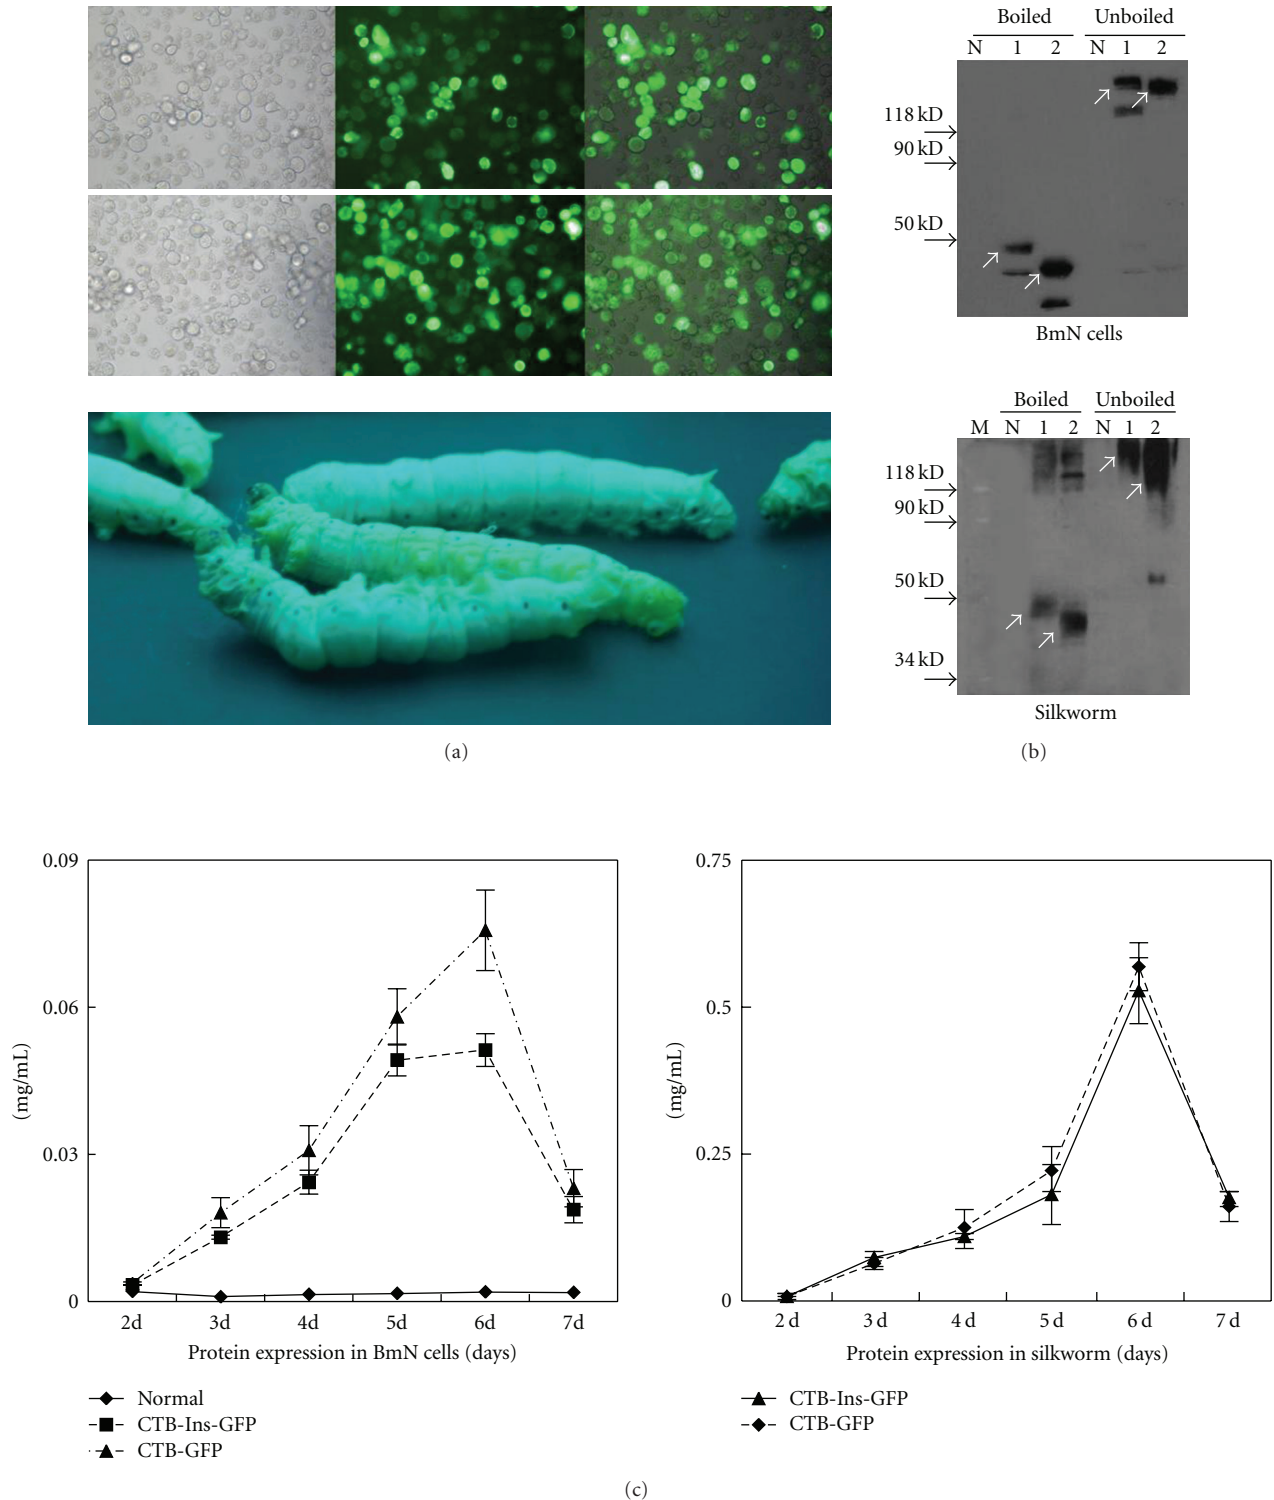 Boiled Unboiled
N 1 2 N 1 2
118 kD
90 kD
50 kD
BmN cells
Boiled Unboiled
M N 1 2 N 1 2
118 kD
90 kD
50 kD
34 kD
Silkworm
(a)
(b)
0.09
0.06
0.03
0
(mg/mL)
2d 3d 4d 5d 6d 7d
Protein expression in BmN cells (days)
Normal
CTB-Ins-GFP
CTB-GFP
0.75
0.5
0.25
0
(mg/mL)
2 d 3 d 4 d 5 d 6 d 7 d
Protein expression in silkworm (days)
CTB-Ins-GFP
CTB-GFP
(c)